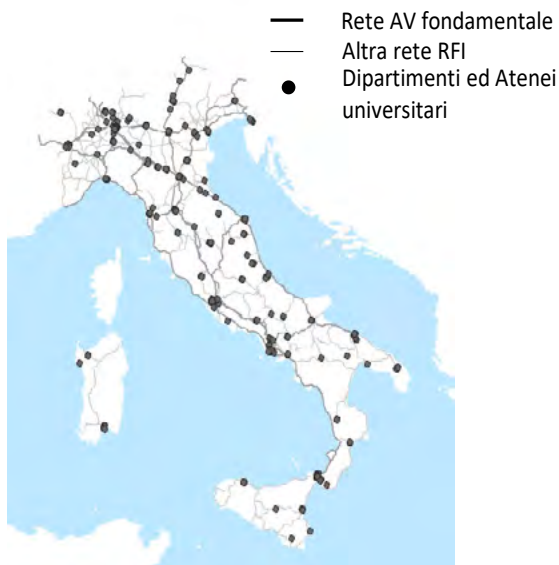 Rete AV fondamentale
Altra rete RFI
Dipartimenti ed Atenei
universitari